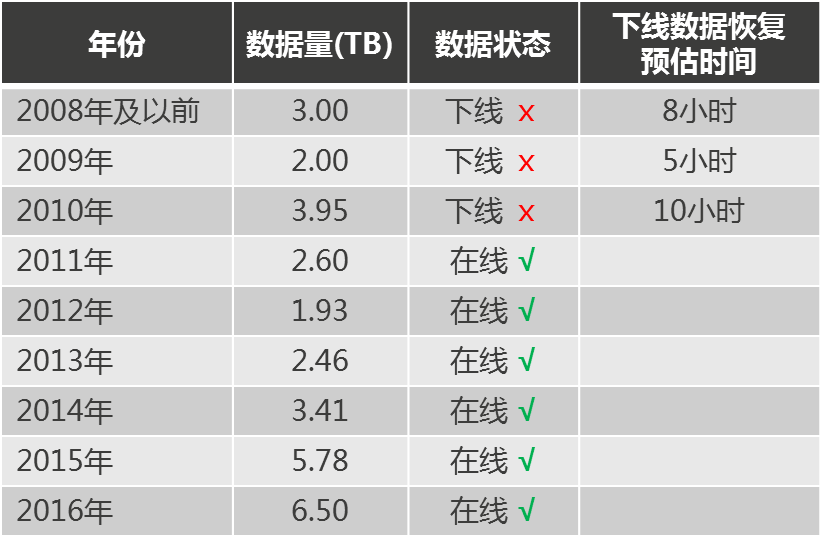 年份 数据量(TB) 数据状态 下线数据恢复
预估时间
2008年及以前 3.00 下线 x 8小时
2009年 2.00 下线 x 5小时
2010年 3.95 下线 x 10小时
2011年 2.60 在线 √
2012年 1.93 在线 √
2013年 2.46 在线 √
2014年 3.41 在线 √
2015年 5.78 在线 √
2016年 6.50 在线 √